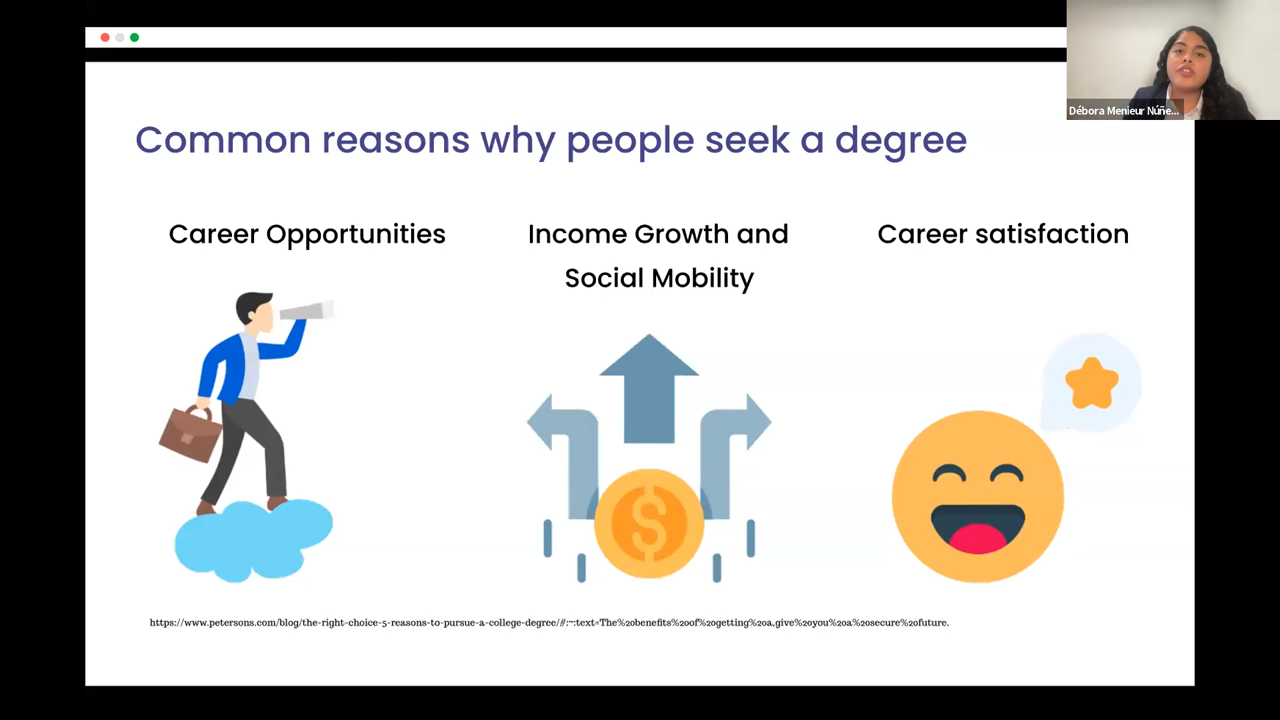 Débora Menieur Núñe...
Common reasons why people seek a degree
Career Opportunities
Income Growth and
Social Mobility
Career satisfaction
$
https://www.petersons.com/blog/the-right-choice-5-reasons-to-pursue-a-college-degree/#:~:text=The%20benefits%20of%20getting%20a,give%20you%20a%20secure%20future.